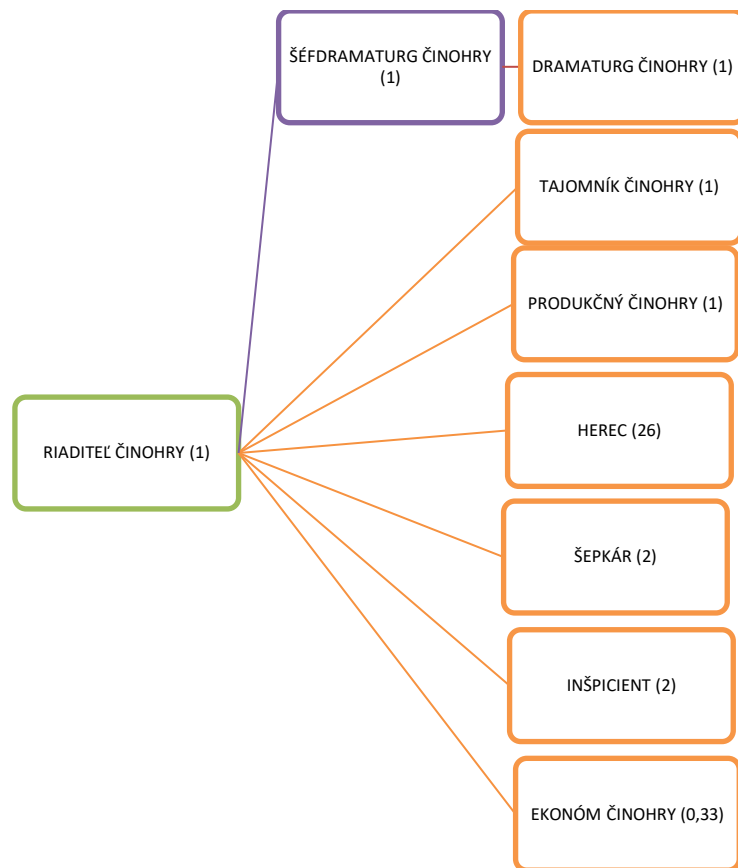 ŠÉFDRAMATURG ČINOHRY
(1)
DRAMATURG ČINOHRY (1)
TAJOMNÍK ČINOHRY (1)
PRODUKČNÝ ČINOHRY (1)
RIADITEĽ ČINOHRY (1)
HEREC (26)
ŠEPKÁR (2)
INŠPICIENT (2)
EKONÓM ČINOHRY (0,33)